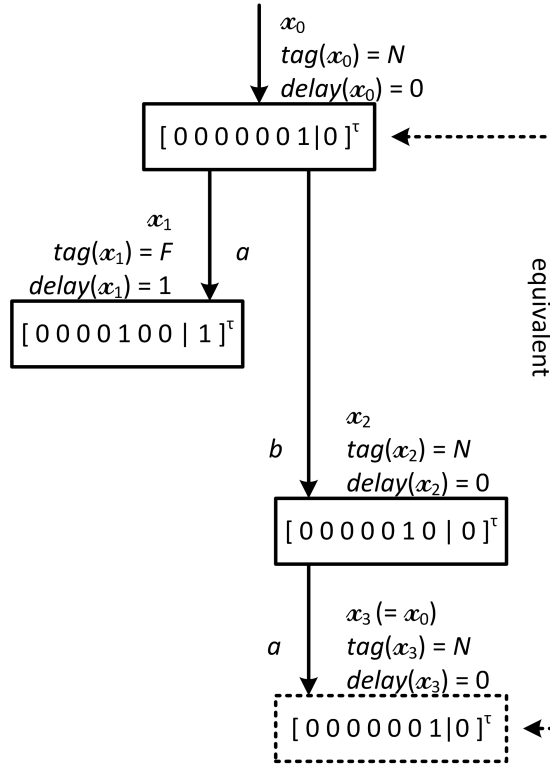 x₀
tag(x₀) = N
delay(x₀) = 0
[ 0 0 0 0 0 0 1|0 ]τ
x₁
tag(x₁) = F
a
delay(x₁) = 1
[ 0 0 0 0 1 0 0 | 1 ]τ
equivalent
x₂
b
tag(x₂) = N
delay(x₂) = 0
[ 0 0 0 0 0 1 0 | 0 ]τ
x₃ (= x₀)
a
tag(x₃) = N
delay(x₃) = 0
[ 0 0 0 0 0 0 1|0 ]τ